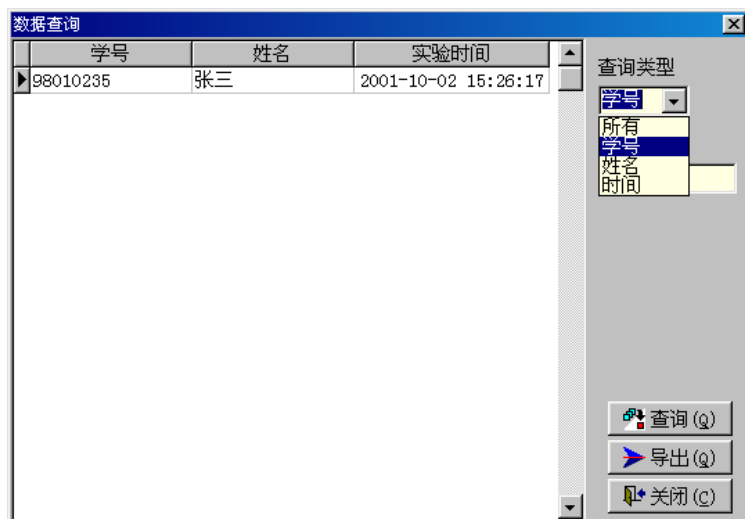 数据查询
学号 姓名 实验时间
98010235 张三 2001-10-02 15:26:17
查询类型
学号
所有
学号
姓名
时间
查询(Q)
导出(Q)
关闭(C)